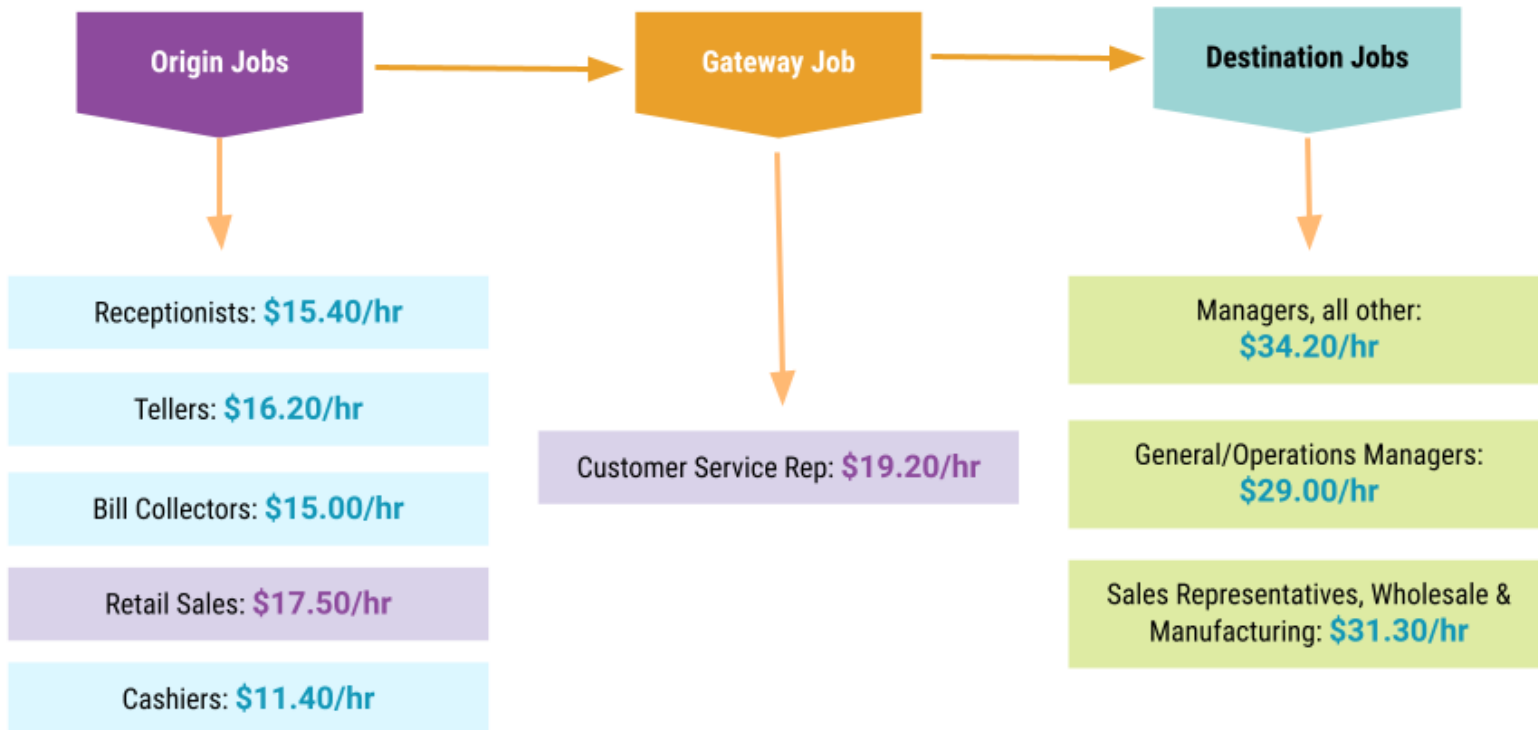 Origin Jobs
Gateway Job
Destination Jobs
Receptionists: $15.40/hr
Tellers: $16.20/hr
Bill Collectors: $15.00/hr
Retail Sales: $17.50/hr
Cashiers: $11.40/hr
Customer Service Rep: $19.20/hr
Managers, all other:
$34.20/hr
General/Operations Managers:
$29.00/hr
Sales Representatives, Wholesale &
Manufacturing: $31.30/hr